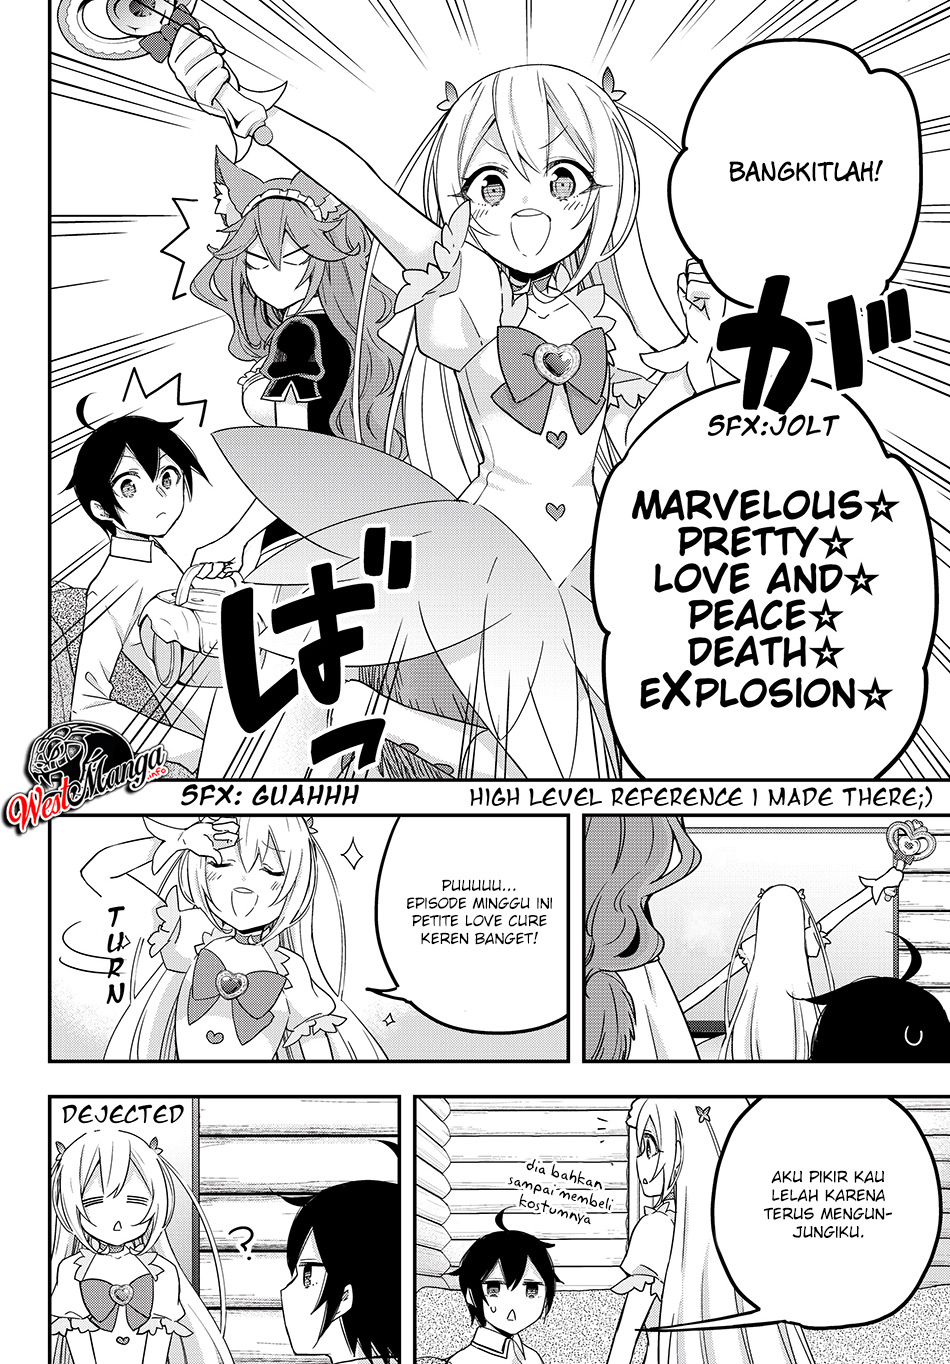 BANGKITLAH!
ガ
SFX:JOLT
MARVELOUS☆
PRETTY☆
LOVE AND☆
PEACE☆
DEATH☆
EXPLOSION☆
ばっ
WestManga
.info
SFX: GUAHHH
HIGH LEVEL REFERENCE I MADE THERE;)
PUUUUU...
EPISODE MINGGU INI
PETITE LOVE CURE
KEREN BANGET!
TURN
DEJECTED
?
dia bahkan
sampai membeli
kostumnya
AKU PIKIR KAU
LELAH KARENA
TERUS MENGUN-
JUNGIKU.